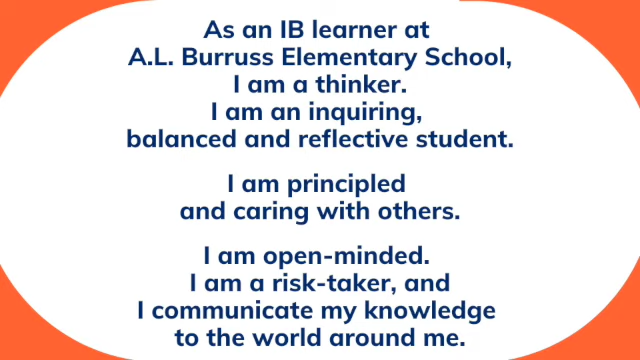 As an IB learner at
A.L. Burruss Elementary School,
I am a thinker.
I am an inquiring,
balanced and reflective student.
I am principled
and caring with others.
I am open-minded.
I am a risk-taker, and
I communicate my knowledge
to the world around me.